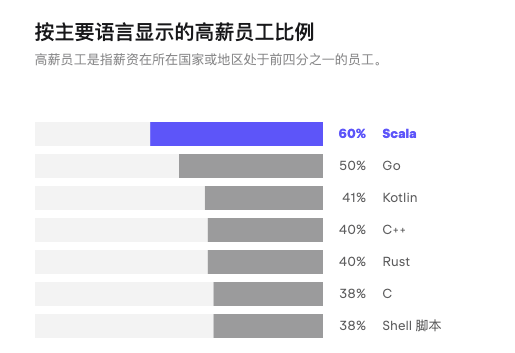 按主要语言显示的高薪员工比例
高薪员工是指薪资在所在国家或地区处于前四分之一的员工。
60% Scala
50% Go
41% Kotlin
40% C++
40% Rust
38% C
38% Shell 脚本